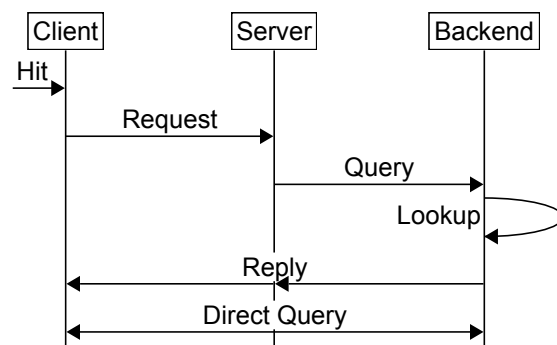 Client Server Backend
Hit
Request
Query
Lookup
Reply
Direct Query